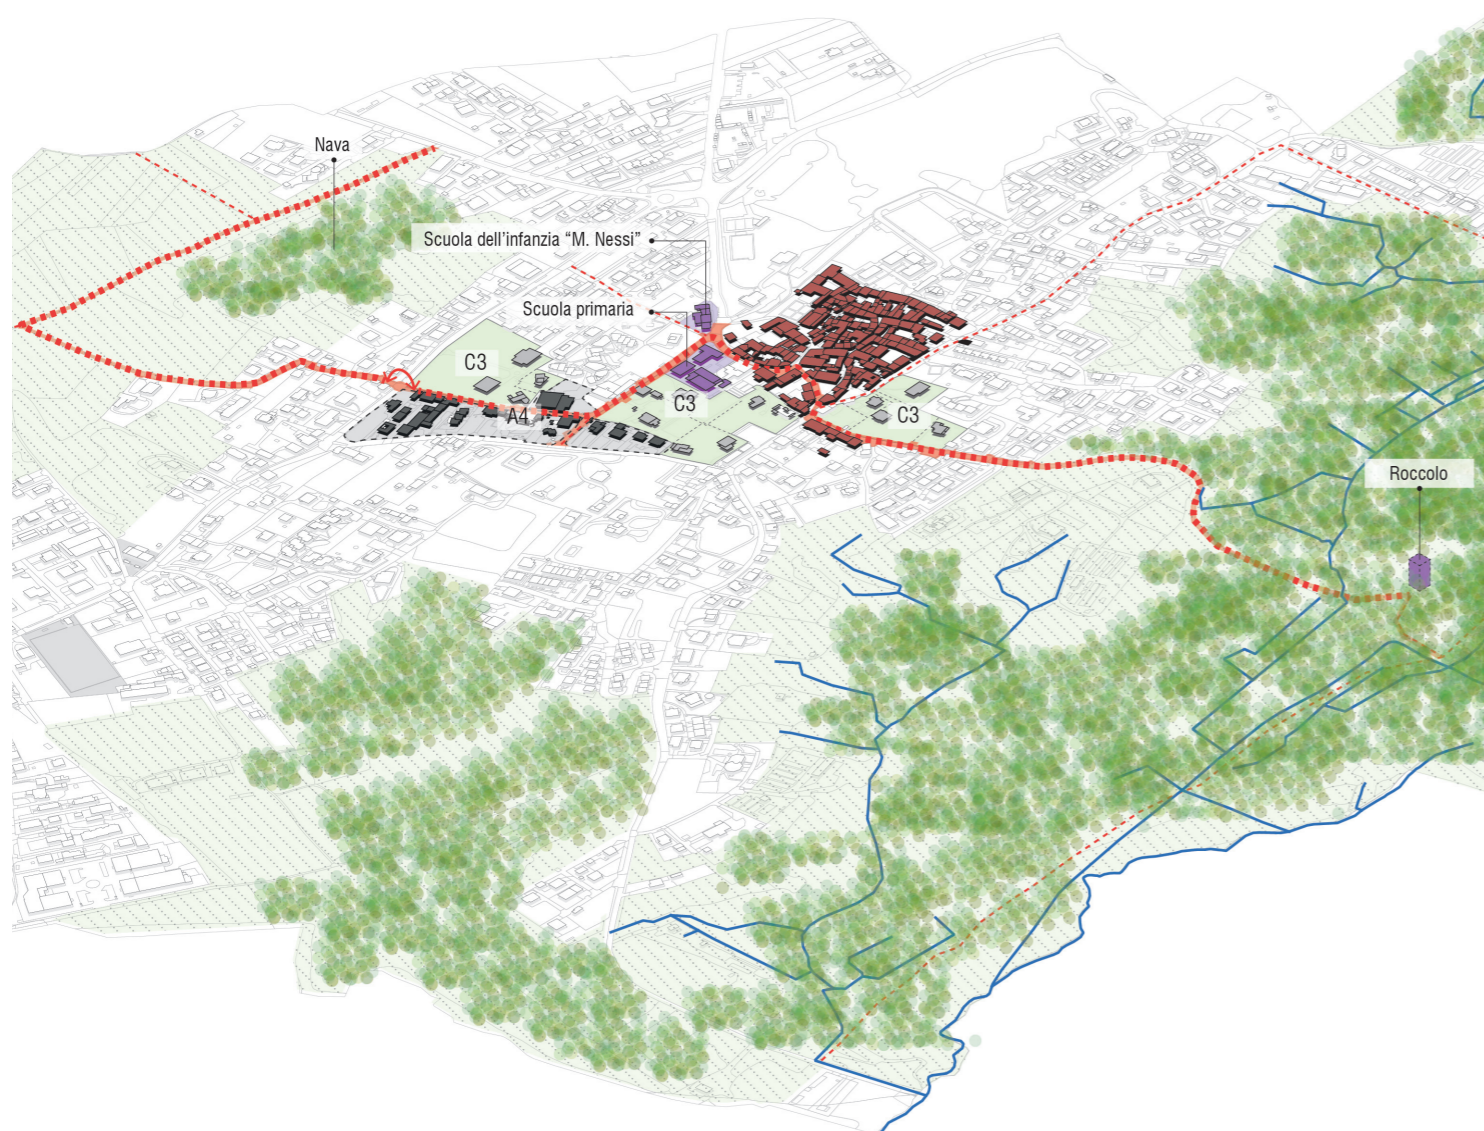 Nava
Scuola dell’infanzia “M. Nessi”
Scuola primaria
C3
A4
C3
C3
Roccolo